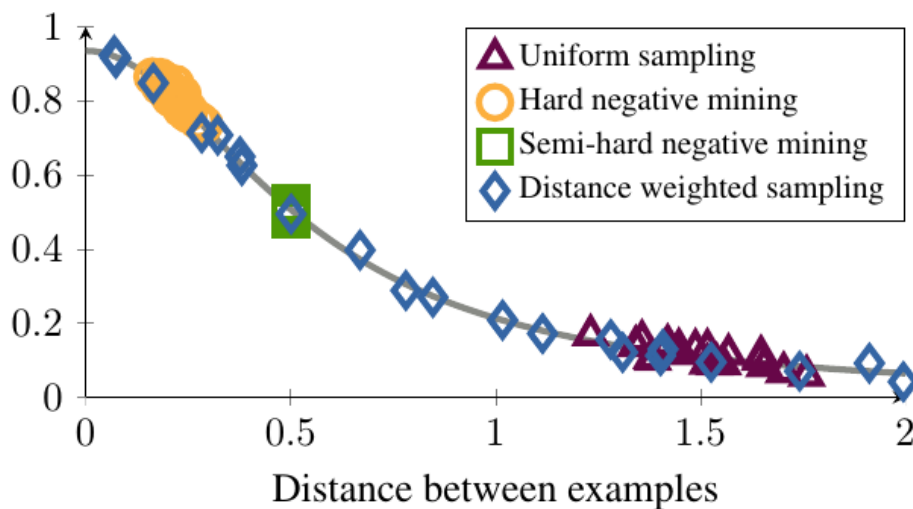 1
0.8
0.6
0.4
0.2
0
Uniform sampling
Hard negative mining
Semi-hard negative mining
Distance weighted sampling
0 0.5 1 1.5 2
Distance between examples